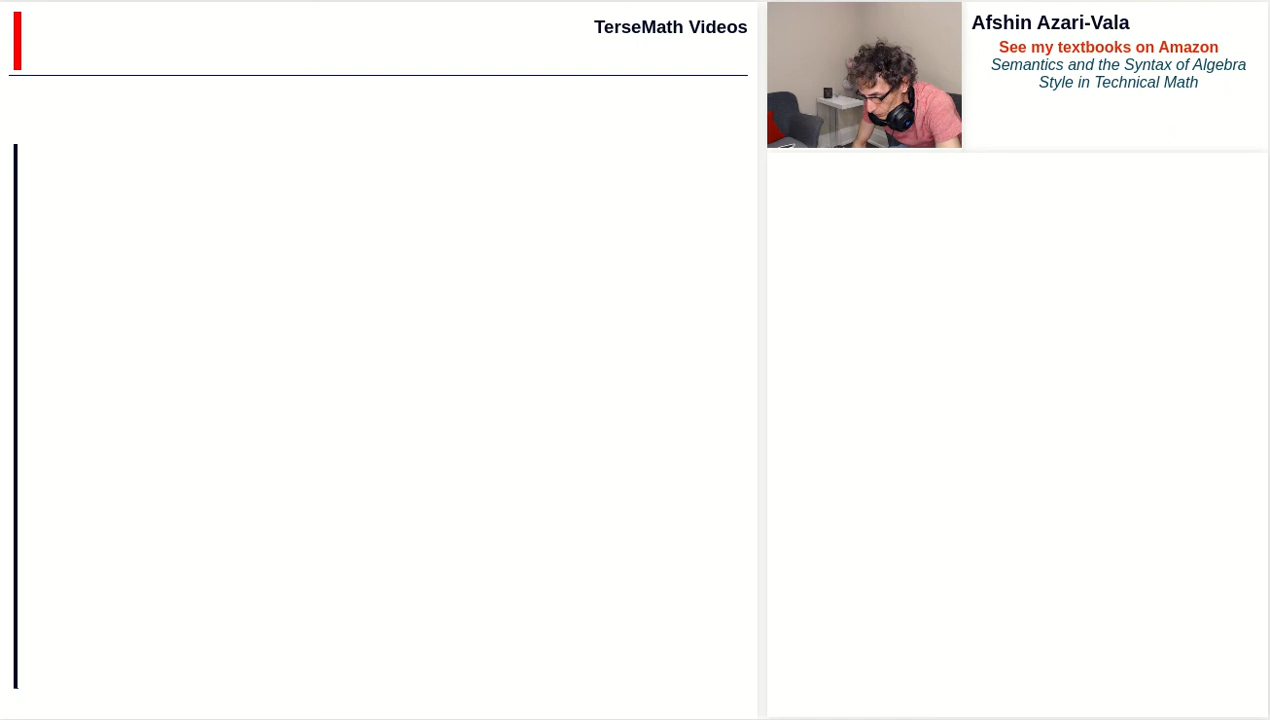 TerseMath Videos
Afshin Azari-Vala
See my textbooks on Amazon
Semantics and the Syntax of Algebra
Style in Technical Math